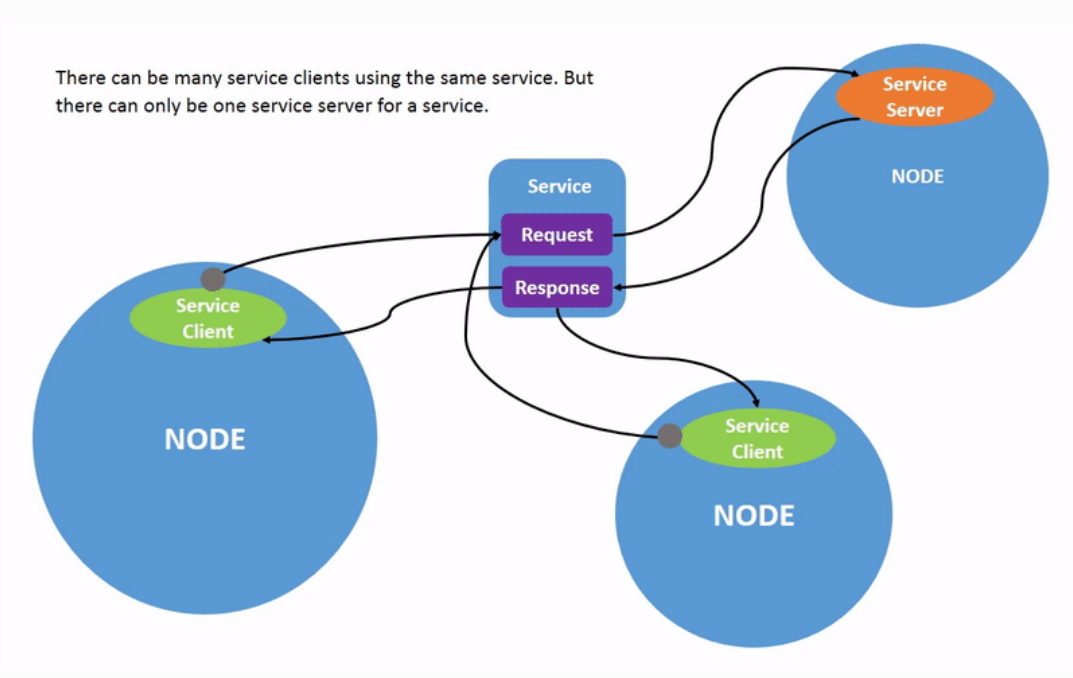 There can be many service clients using the same service. But
there can only be one service server for a service.
Service
Server
NODE
Service
Request
Response
Service
Client
NODE
Service
Client
NODE